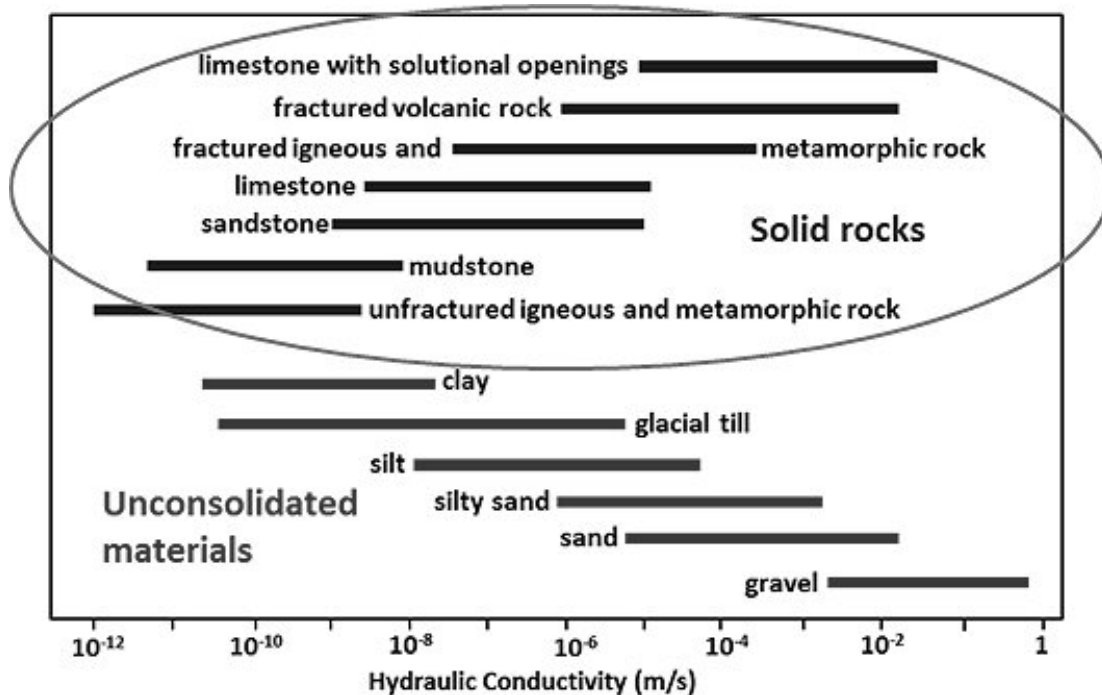 limestone with solutional openings
fractured volcanic rock
fractured igneous and metamorphic rock
limestone
sandstone
Solid rocks
mudstone
unfractured igneous and metamorphic rock
clay
glacial till
silt
Unconsolidated
materials
silty sand
sand
gravel
10⁻¹² 10⁻¹⁰ 10⁻⁸ 10⁻⁶ 10⁻⁴ 10⁻² 1
Hydraulic Conductivity (m/s)